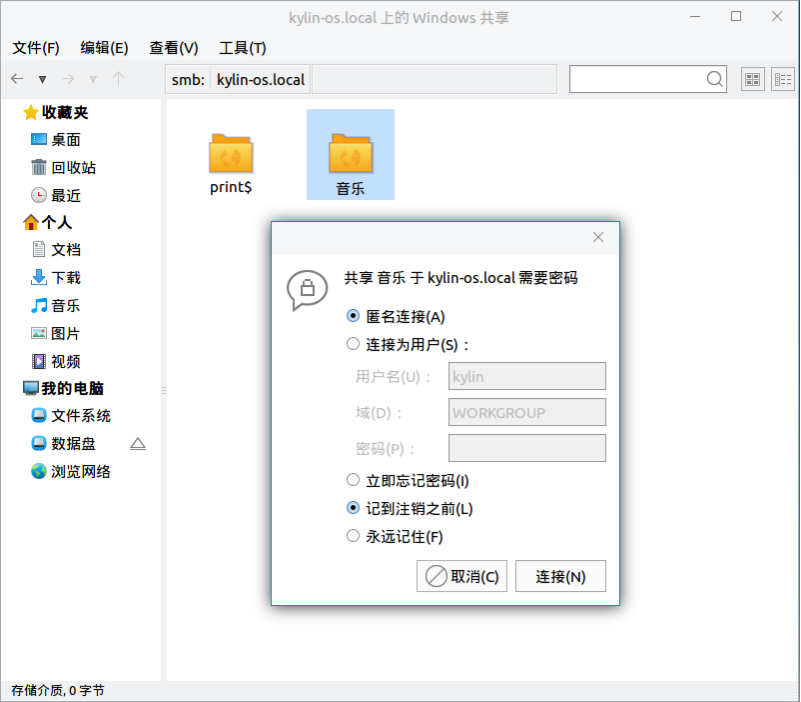 kylin-os.local 上的 Windows 共享
文件(F) 编辑(E) 查看(V) 工具(T)
smb: kylin-os.local
收藏夹
桌面
回收站
最近
个人
文档
下载
音乐
图片
视频
我的电脑
文件系统
数据盘
浏览网络
print$
音乐
共享 音乐 于 kylin-os.local 需要密码
匿名连接(A)
连接为用户(S)：
用户名(U)： kylin
域(D)： WORKGROUP
密码(P)：
立即忘记密码(I)
记到注销之前(L)
永远记住(F)
取消(C) 连接(N)
存储介质, 0 字节